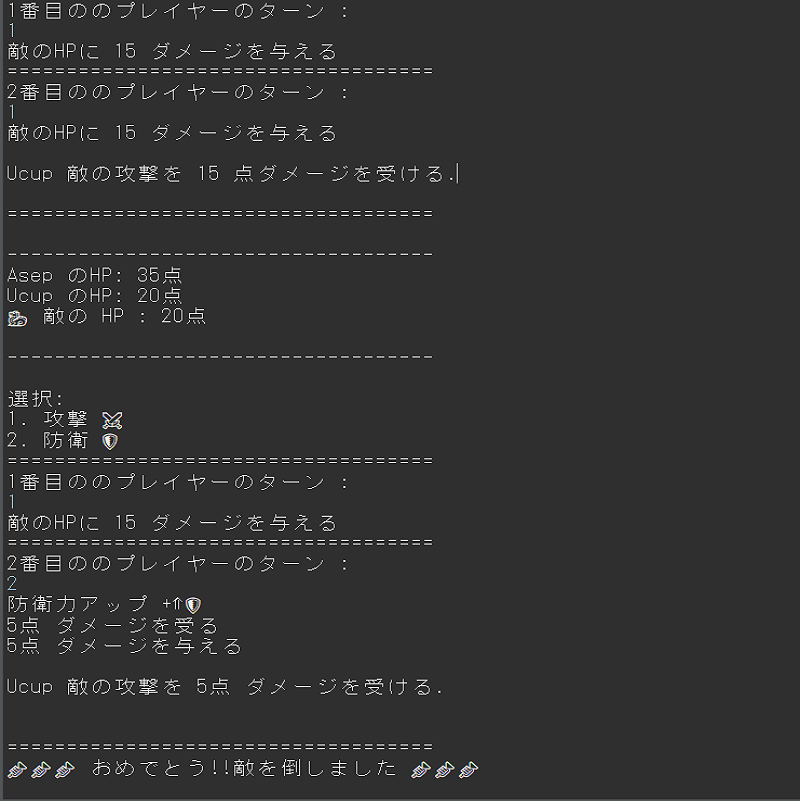 1番目ののプレイヤーのターン :
1
敵のHPに 15 ダメージを与える
====================================
2番目ののプレイヤーのターン :
1
敵のHPに 15 ダメージを与える
Ucup 敵の攻撃を 15 点ダメージを受ける.
====================================
------------------------------------
Asep のHP: 35点
Ucup のHP: 20点
敵の HP : 20点
------------------------------------
選択:
1. 攻撃 ⚔
2. 防衛 🛡
====================================
1番目ののプレイヤーのターン :
1
敵のHPに 15 ダメージを与える
====================================
2番目ののプレイヤーのターン :
2
防衛力アップ +⇑🛡
5点 ダメージを受る
5点 ダメージを与える
Ucup 敵の攻撃を 5点 ダメージを受ける.
====================================
おめでとう!!敵を倒しました